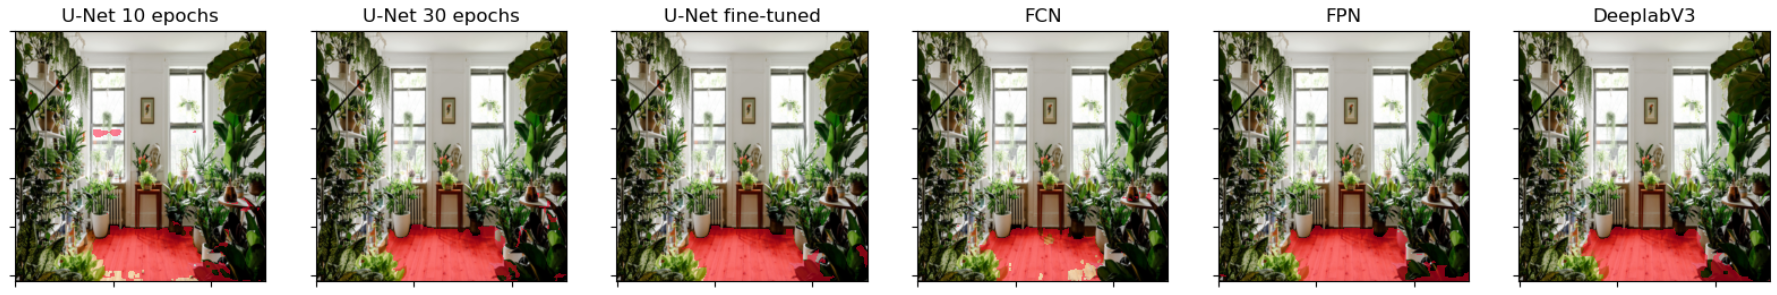 U-Net 10 epochs
U-Net 30 epochs
U-Net fine-tuned
FCN
FPN
DeeplabV3